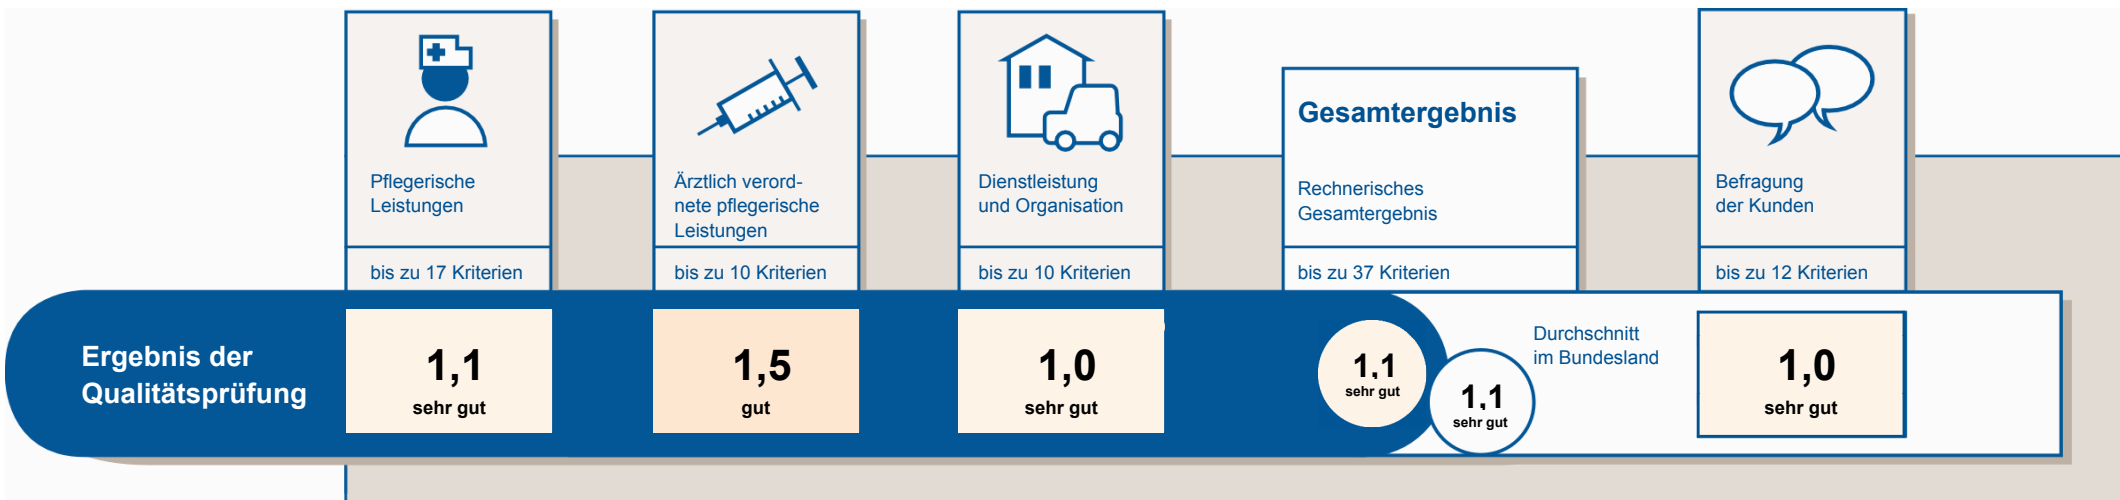 Pflegerische
Leistungen
bis zu 17 Kriterien
Ärztlich verord-
nete pflegerische
Leistungen
bis zu 10 Kriterien
Dienstleistung
und Organisation
bis zu 10 Kriterien
Gesamtergebnis
Rechnerisches
Gesamtergebnis
bis zu 37 Kriterien
Befragung
der Kunden
bis zu 12 Kriterien
Ergebnis der
Qualitätsprüfung
1,1
sehr gut
1,5
gut
1,0
sehr gut
1,1
sehr gut
1,1
sehr gut
Durchschnitt
im Bundesland
1,0
sehr gut